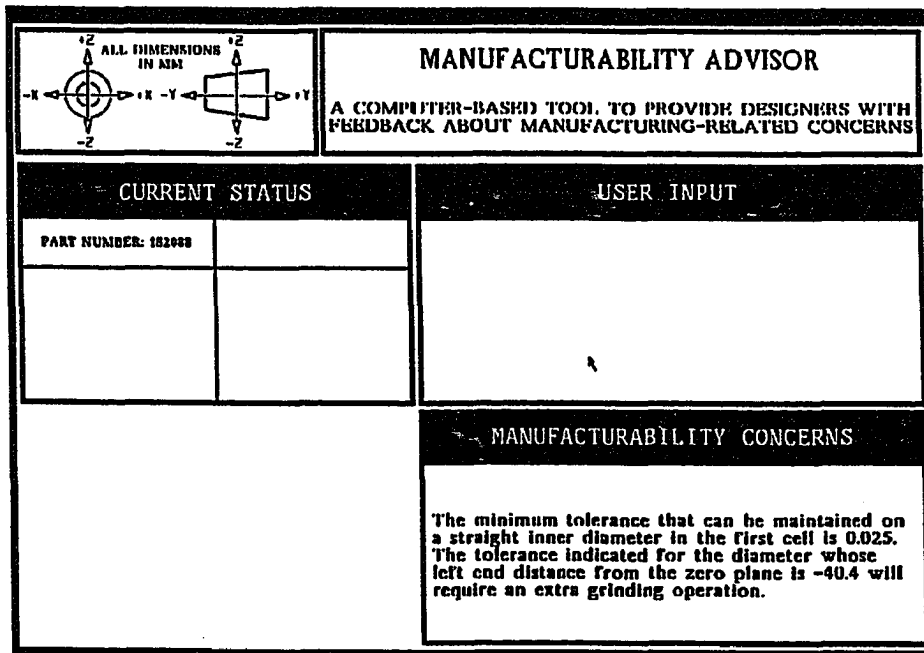 +Z ALL DIMENSIONS +Z
IN MM
-X +X -Y +Y
-Z -Z
MANUFACTURABILITY ADVISOR
A COMPUTER-BASED TOOL TO PROVIDE DESIGNERS WITH
FEEDBACK ABOUT MANUFACTURING-RELATED CONCERNS
CURRENT STATUS
PART NUMBER:
USER INPUT
MANUFACTURABILITY CONCERNS
The minimum tolerance that can be maintained on
a straight inner diameter in the first cell is 0.025.
The tolerance indicated for the diameter whose
left end distance from the zero plane is -40.4 will
require an extra grinding operation.